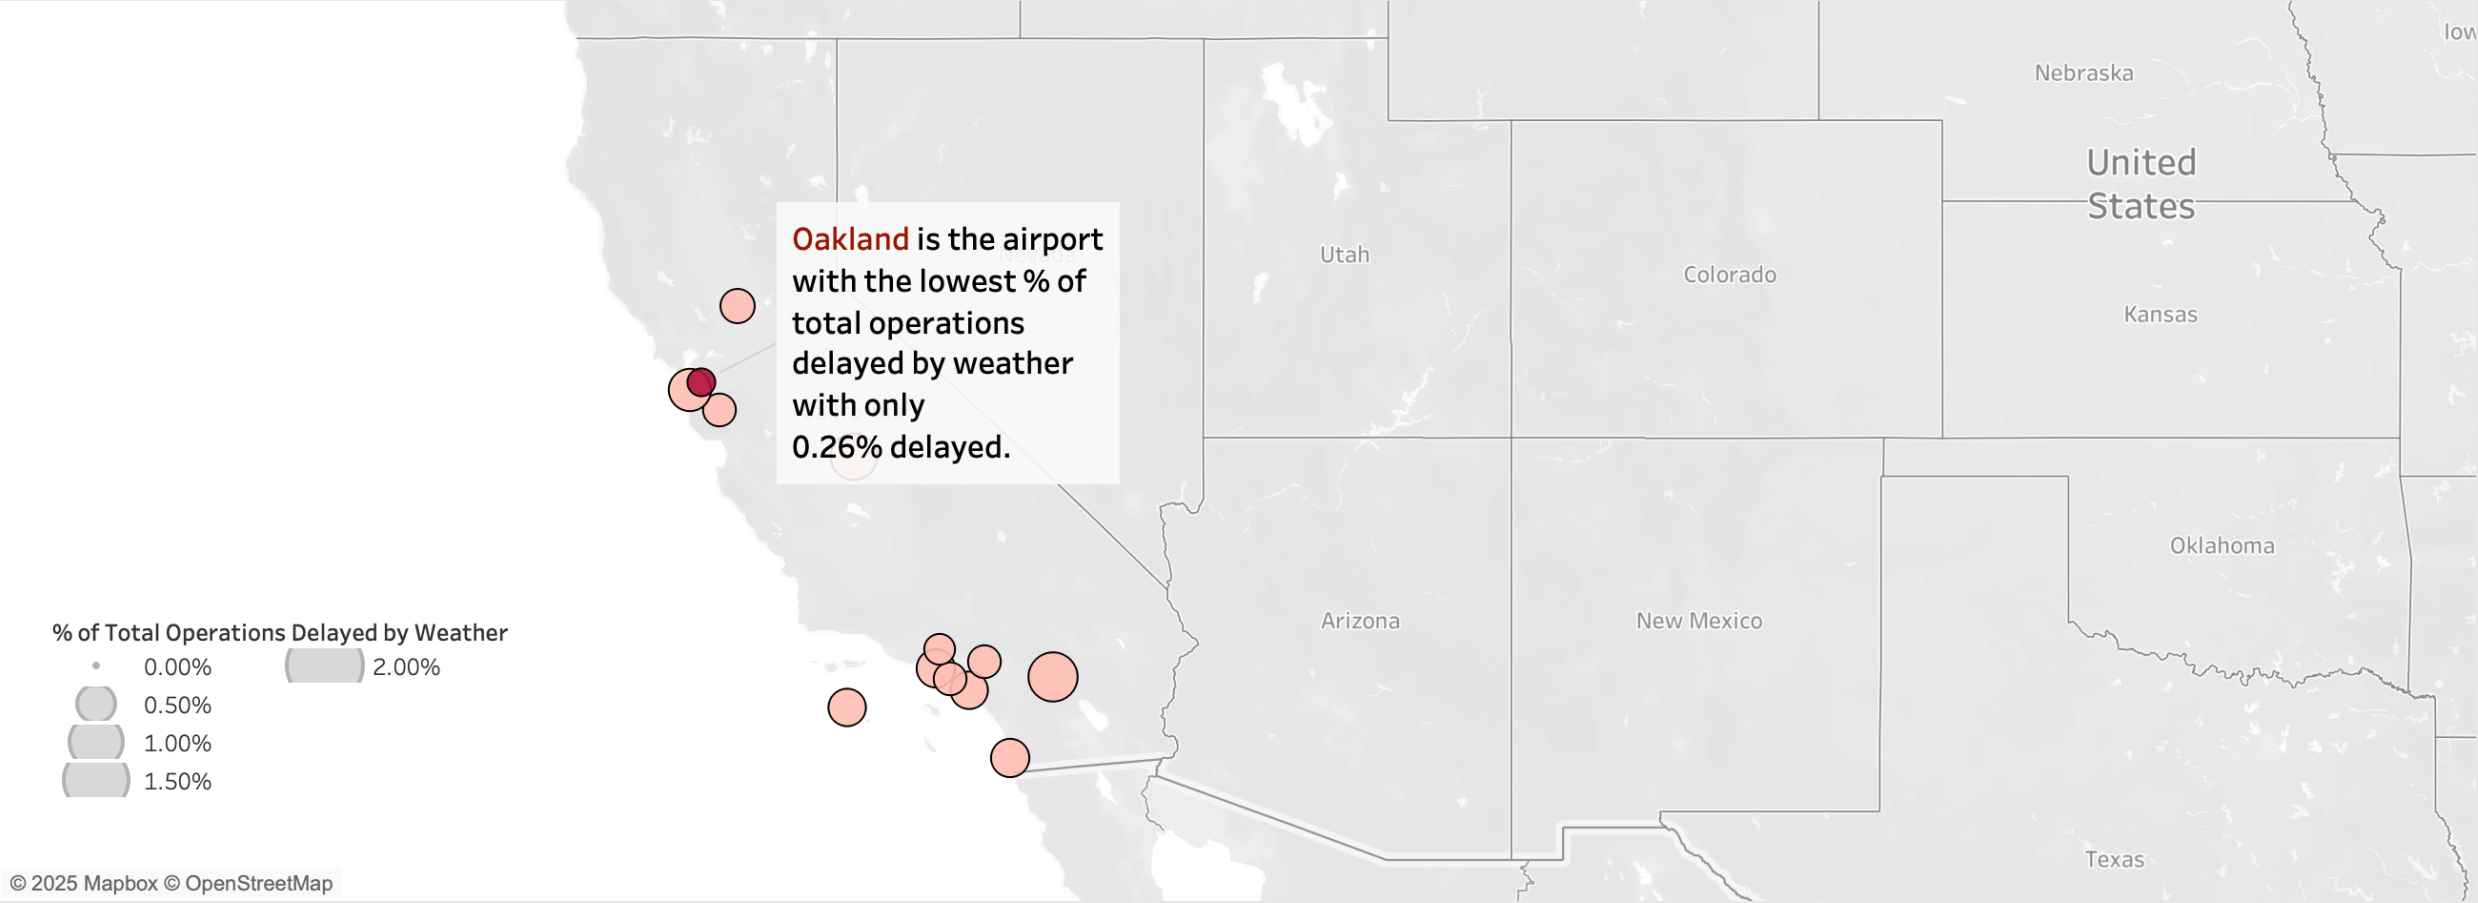 Iow
Nebraska
United
States
Oakland is the airport
with the lowest % of
total operations
delayed by weather
with only
0.26% delayed.
Nevada
Utah
Colorado
Kansas
Oklahoma
Arizona
New Mexico
Texas
% of Total Operations Delayed by Weather
0.00%
2.00%
0.50%
1.00%
1.50%
© 2025 Mapbox © OpenStreetMap